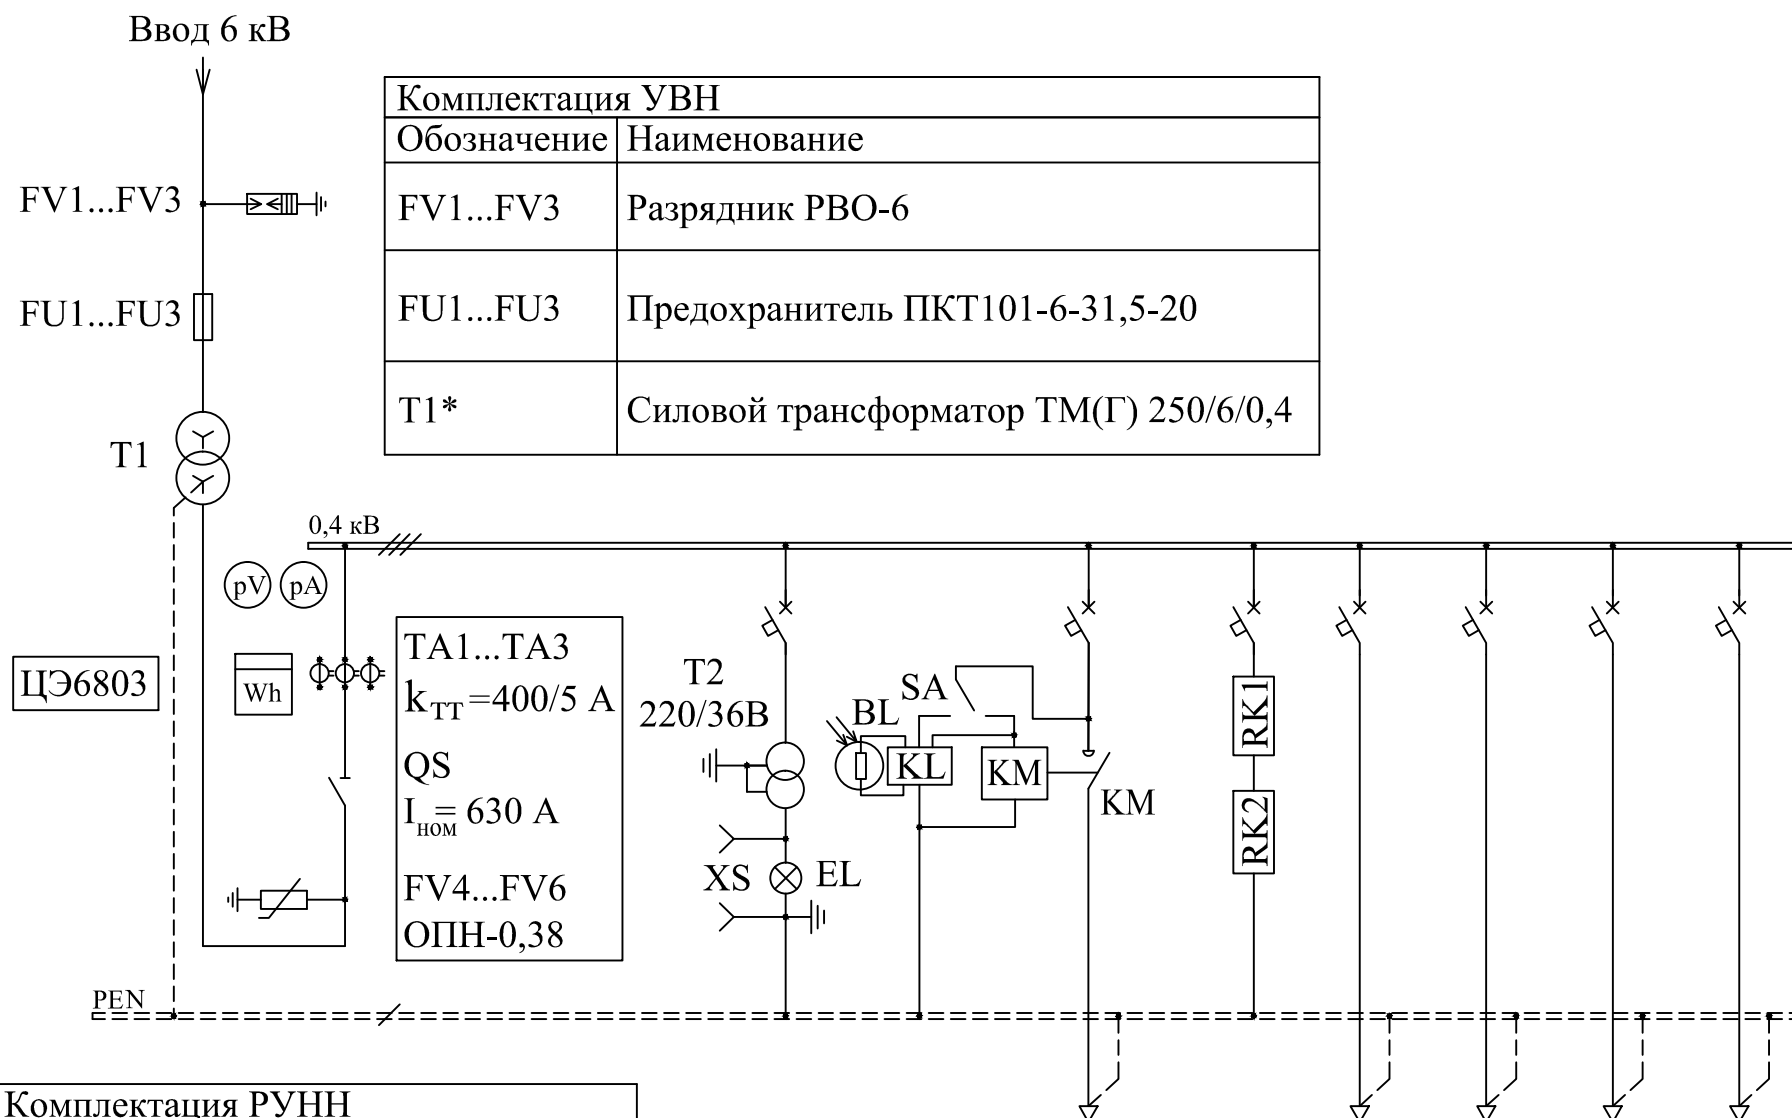 Ввод 6 кВ
Комплектация УВН
Обозначение Наименование
FV1...FV3
FV1...FV3 Разрядник РВО-6
FU1...FU3
FU1...FU3 Предохранитель ПКТ101-6-31,5-20
T1
T1* Силовой трансформатор ТМ(Г) 250/6/0,4
0,4 кВ
pV pA
ЦЭ6803
Wh
TA1...TA3
kТТ=400/5 А
QS
Iном= 630 А
FV4...FV6
ОПН-0,38
T2
220/36В
XS
EL
BL
SA
KL
KM
KM
RK1
RK2
PEN
Комплектация РУНН